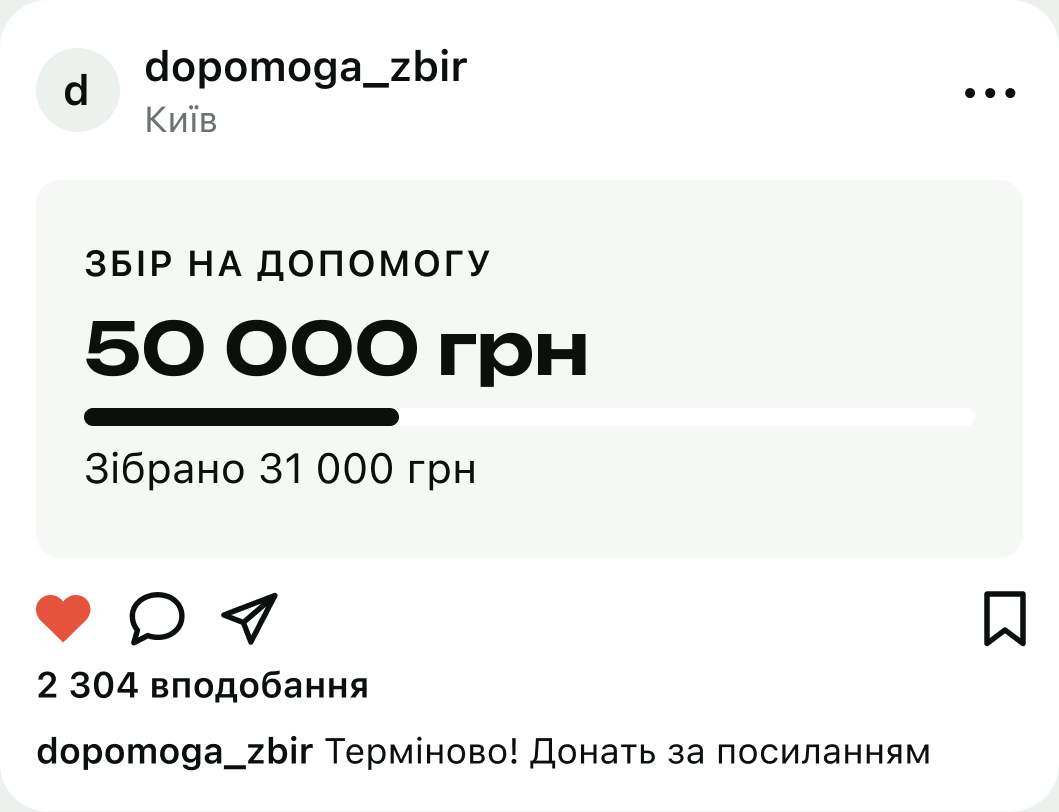 d
dopomoga_zbir
Київ
ЗБІР НА ДОПОМОГУ
50 000 грн
Зібрано 31 000 грн
2 304 вподобання
dopomoga_zbir Терміново! Донать за посиланням